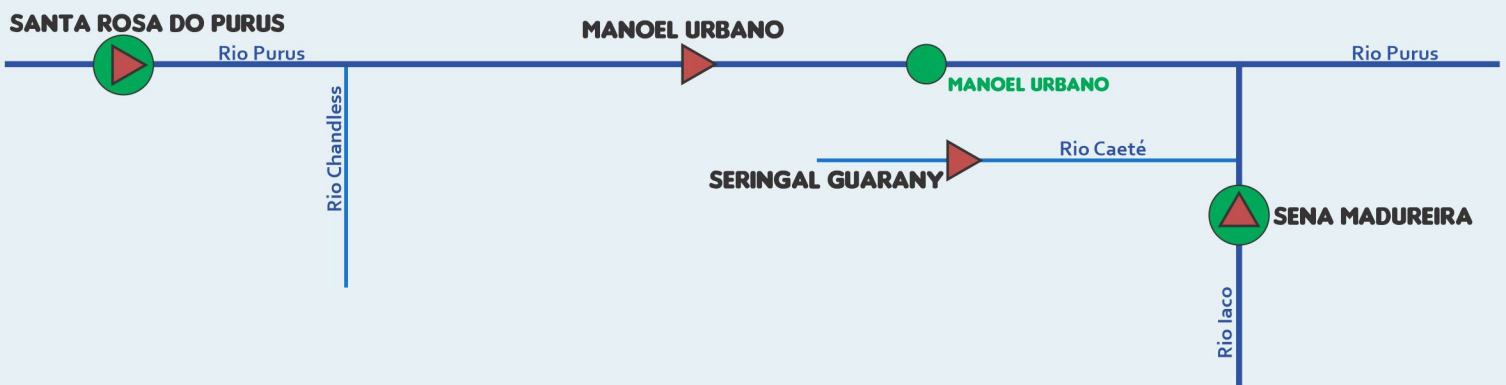 SANTA ROSA DO PURUS
MANOEL URBANO
Rio Purus
Rio Purus
MANOEL URBANO
Rio Chandless
Rio Caeté
SERINGAL GUARANY
SENA MADUREIRA
Rio Iaco